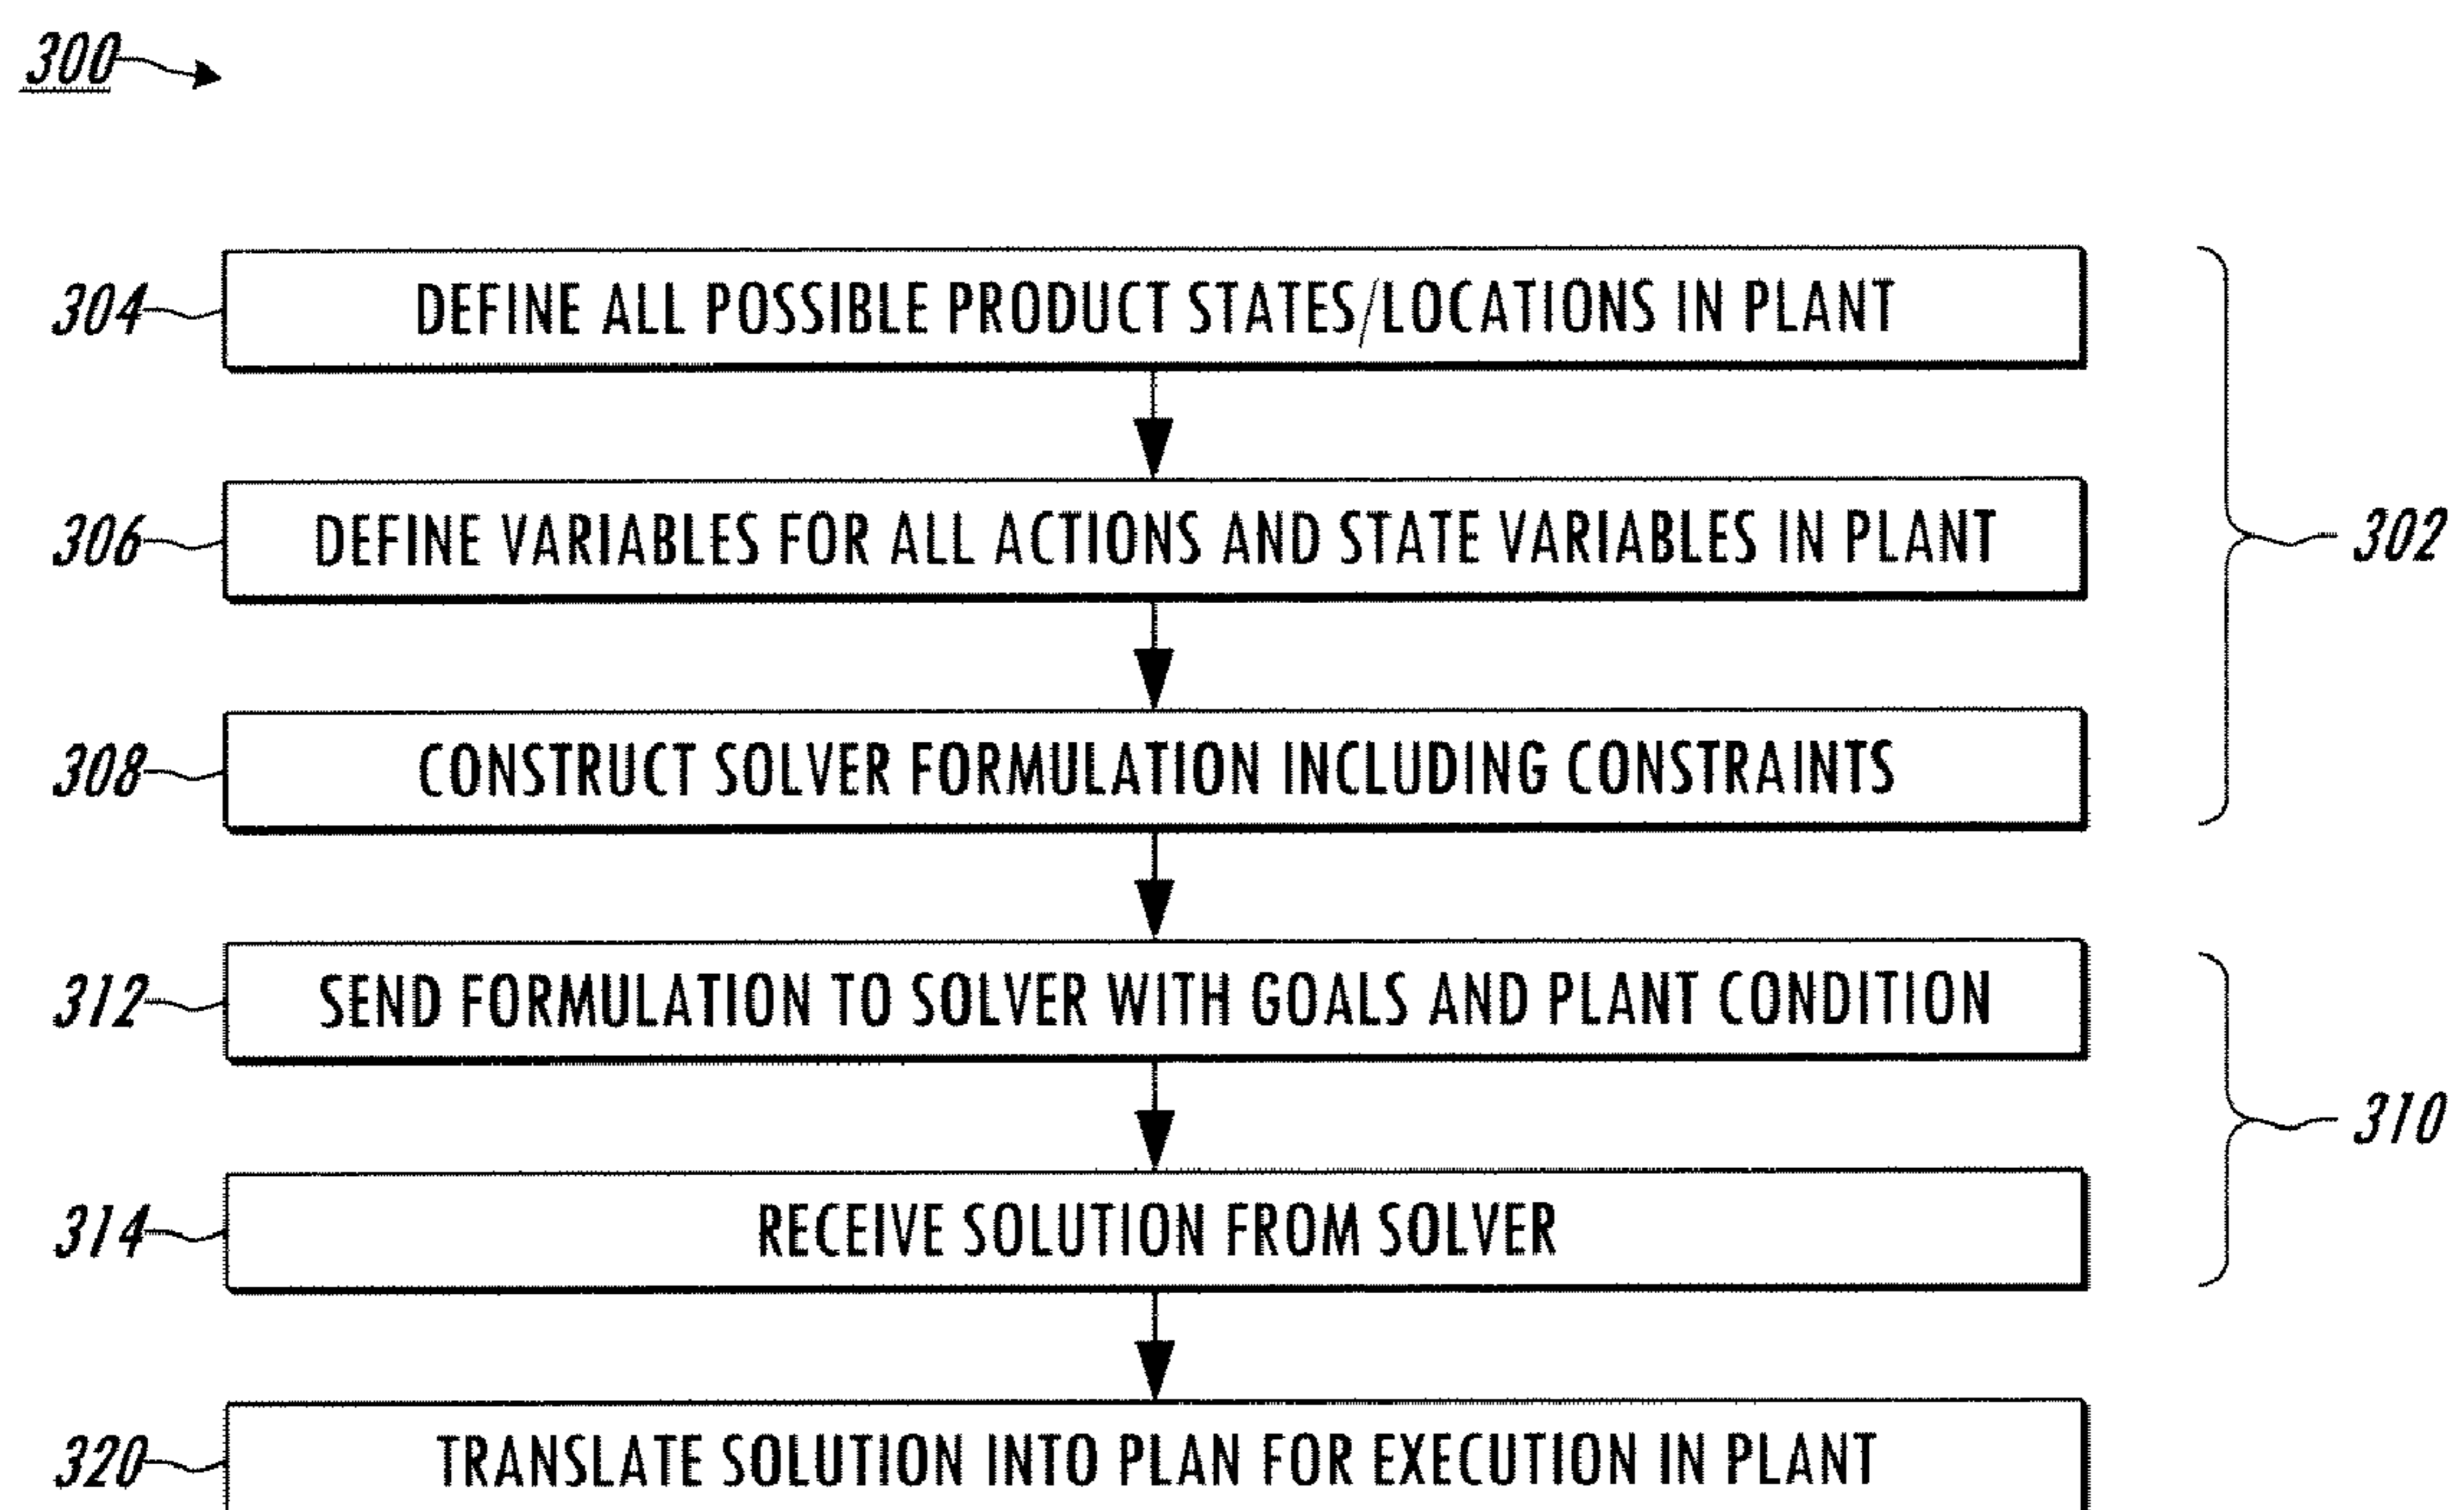 300
304 DEFINE ALL POSSIBLE PRODUCT STATES/LOCATIONS IN PLANT
306 DEFINE VARIABLES FOR ALL ACTIONS AND STATE VARIABLES IN PLANT
302
308 CONSTRUCT SOLVER FORMULATION INCLUDING CONSTRAINTS
312 SEND FORMULATION TO SOLVER WITH GOALS AND PLANT CONDITION
310
314 RECEIVE SOLUTION FROM SOLVER
320 TRANSLATE SOLUTION INTO PLAN FOR EXECUTION IN PLANT